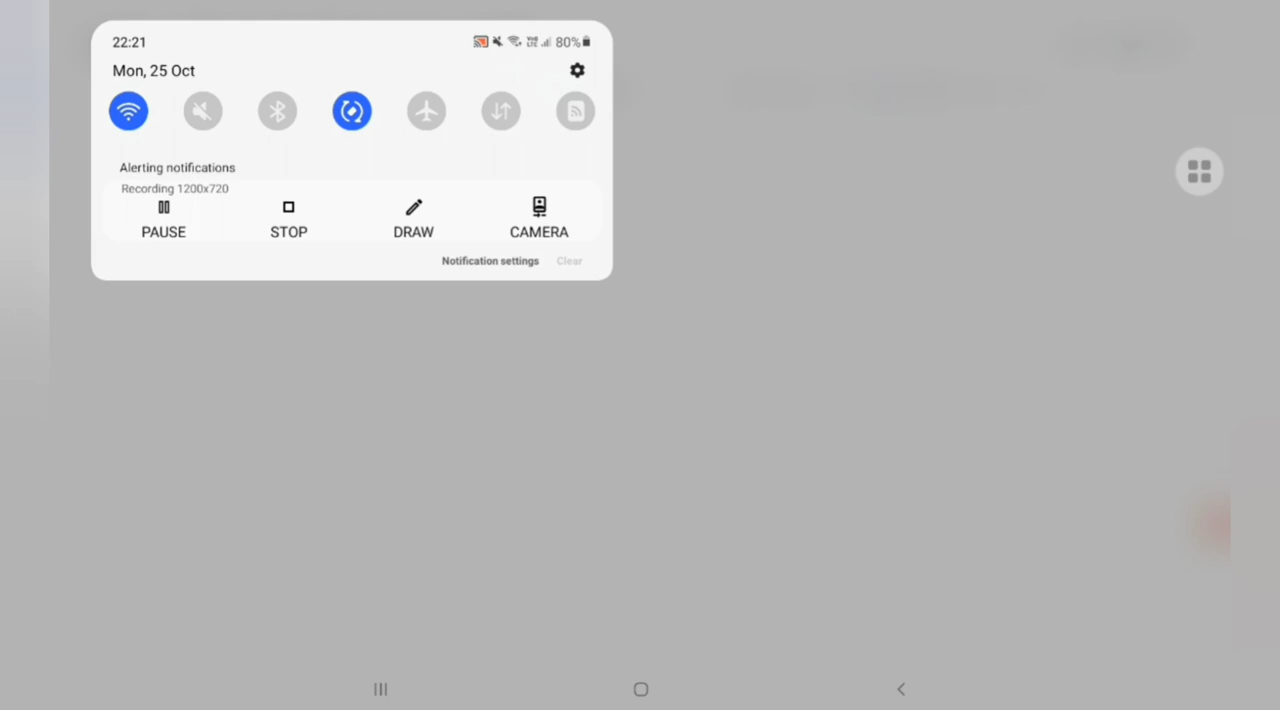 22:21 80%
Mon, 25 Oct
Alerting notifications
Recording 1200x720
PAUSE STOP DRAW CAMERA
Notification settings Clear